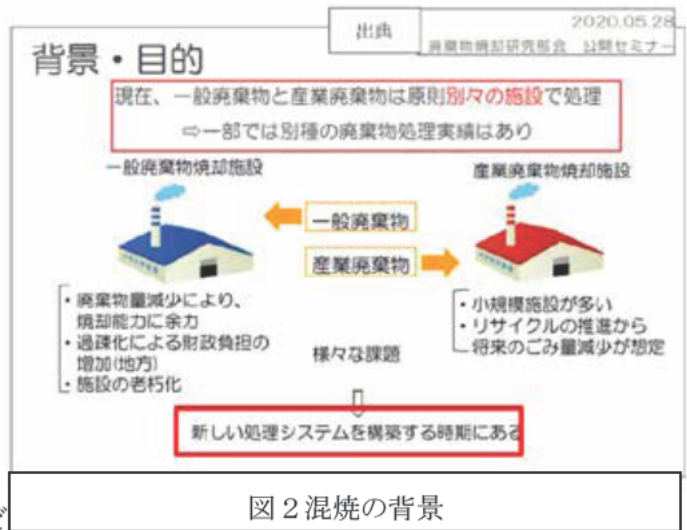 出典
2020.05.28
廃棄物焼却研究部会 公開セミナー
背景・目的
現在、一般廃棄物と産業廃棄物は原則別々の施設で処理
⇨一部では別種の廃棄物処理実績はあり
一般廃棄物焼却施設
産業廃棄物焼却施設
一般廃棄物
産業廃棄物
・廃棄物量減少により、
焼却能力に余力
・過疎化による財政負担の
増加(地方)
・施設の老朽化
・小規模施設が多い
・リサイクルの推進から
将来のごみ量減少が想定
様々な課題
新しい処理システムを構築する時期にある
図２混焼の背景